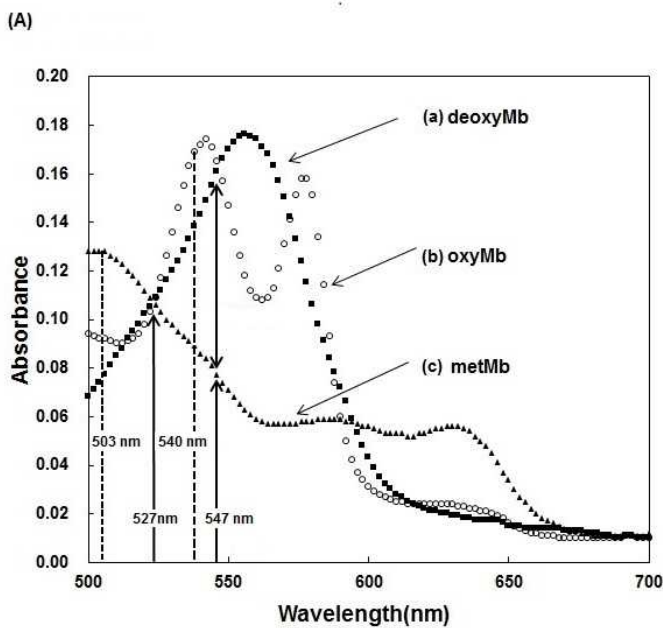 (A)
0.20
0.18
0.16
0.14
0.12
0.10
0.08
0.06
0.04
0.02
0.00
Absorbance
(a) deoxyMb
(b) oxyMb
(c) metMb
503 nm
540 nm
527nm
547 nm
500
550
600
650
700
Wavelength(nm)